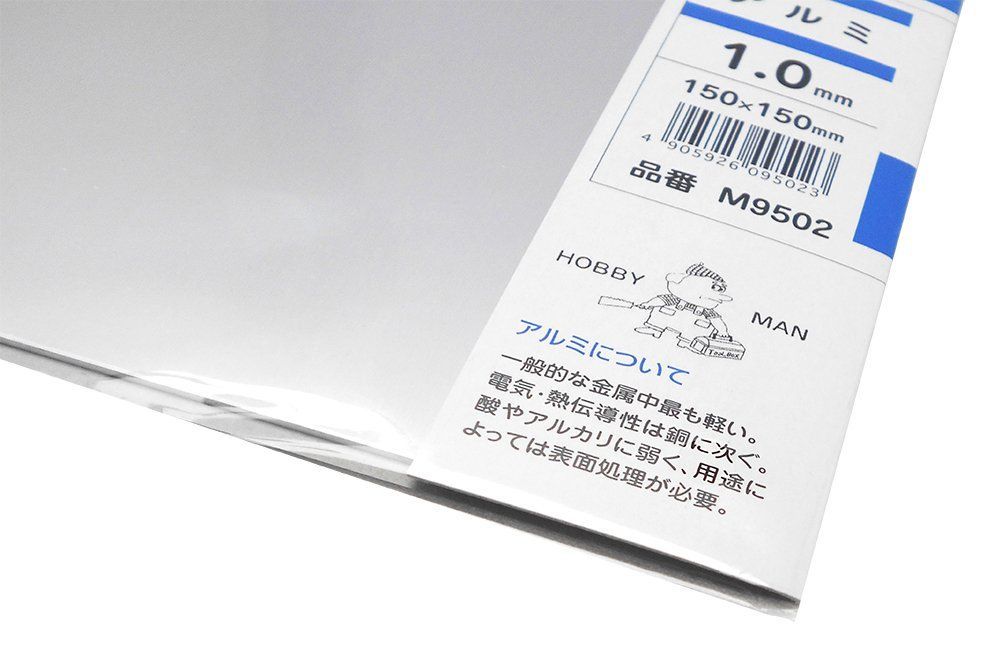 アルミ
1.0mm
150×150mm
4 905926 095023
品番 M9502
HOBBY MAN
TOOL BOX
アルミについて
一般的な金属中最も軽い。
電気・熱伝導性は銅に次ぐ。
酸やアルカリに弱く、用途に
よっては表面処理が必要。